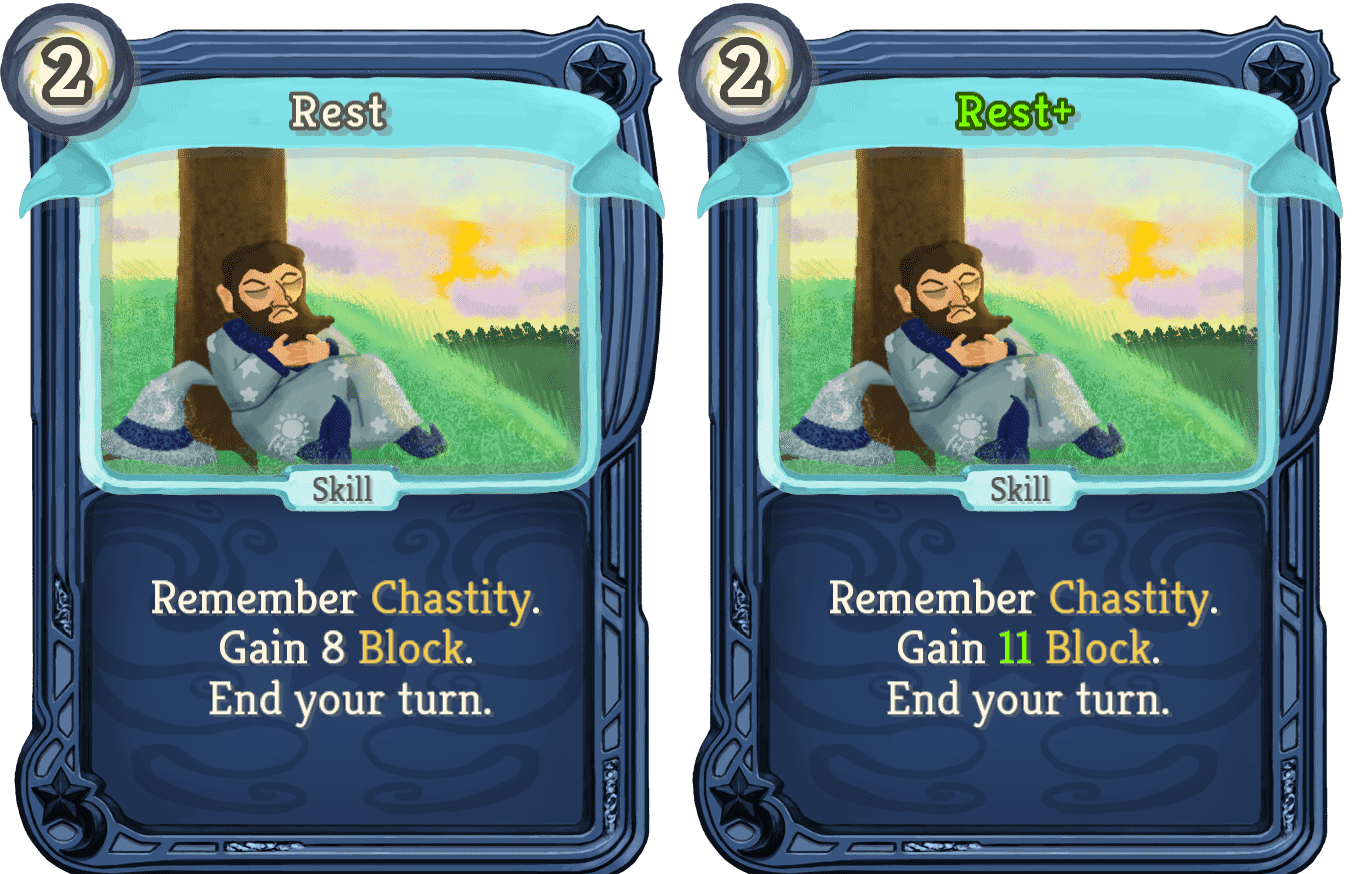 2
Rest
Skill
Remember Chastity.
Gain 8 Block.
End your turn.
2
Rest+
Skill
Remember Chastity.
Gain 11 Block.
End your turn.